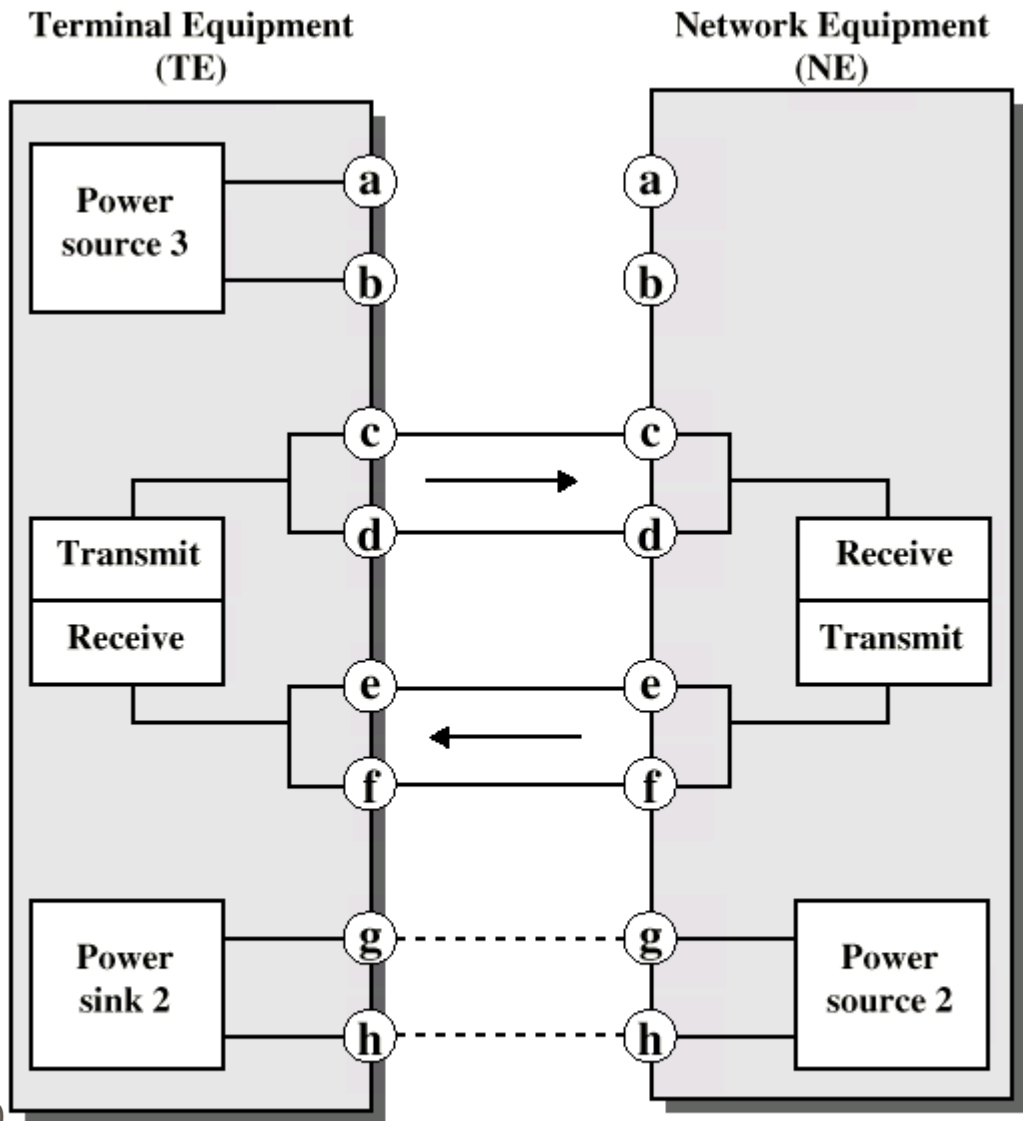 Terminal Equipment
(TE)
Network Equipment
(NE)
Power
source 3
a
b
a
b
c
d
c
d
Transmit
Receive
Receive
Transmit
e
f
e
f
Power
sink 2
g
h
g
h
Power
source 2